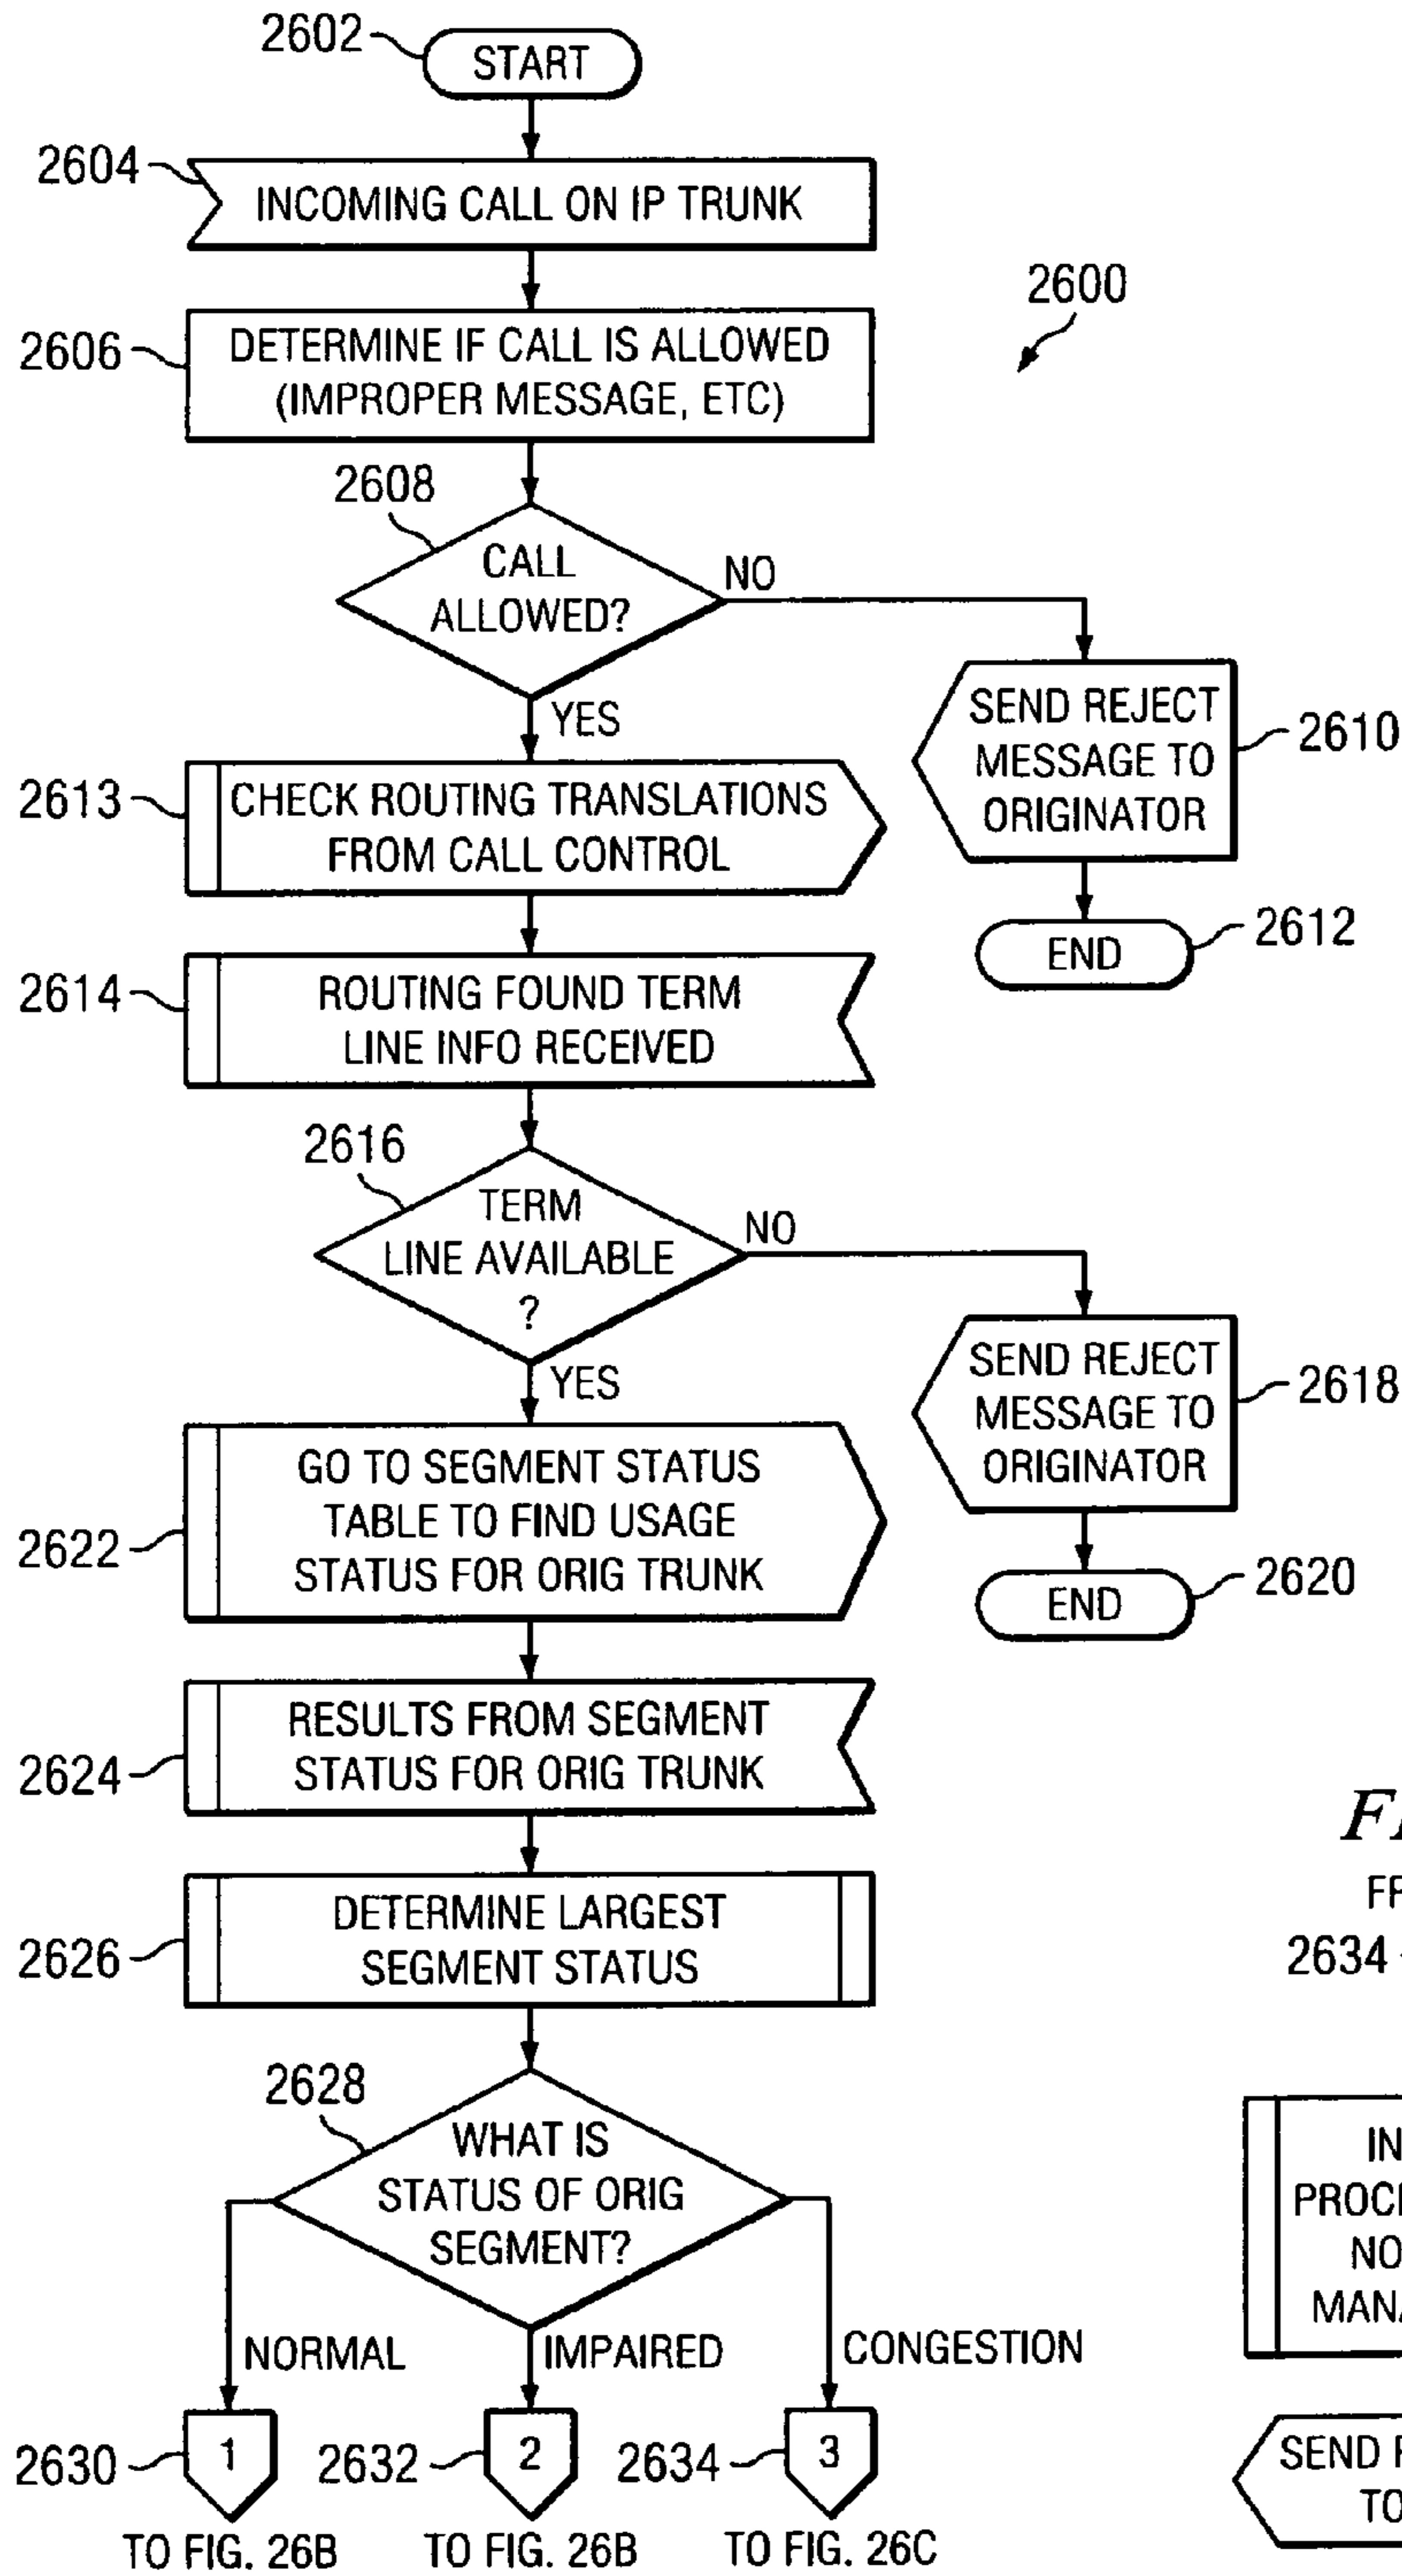 2602
START
2604
INCOMING CALL ON IP TRUNK
2600
2606
DETERMINE IF CALL IS ALLOWED
(IMPROPER MESSAGE, ETC)
2608
CALL
ALLOWED?
NO
YES
SEND REJECT
MESSAGE TO
ORIGINATOR
2610
2613
CHECK ROUTING TRANSLATIONS
FROM CALL CONTROL
END
2612
2614
ROUTING FOUND TERM
LINE INFO RECEIVED
2616
TERM
LINE AVAILABLE
?
NO
YES
SEND REJECT
MESSAGE TO
ORIGINATOR
2618
2622
GO TO SEGMENT STATUS
TABLE TO FIND USAGE
STATUS FOR ORIG TRUNK
END
2620
2624
RESULTS FROM SEGMENT
STATUS FOR ORIG TRUNK
2626
DETERMINE LARGEST
SEGMENT STATUS
2634
2628
WHAT IS
STATUS OF ORIG
SEGMENT?
NORMAL
IMPAIRED
CONGESTION
2630
1
2632
2
2634
3
TO FIG. 26B
TO FIG. 26B
TO FIG. 26C
SEND
TO